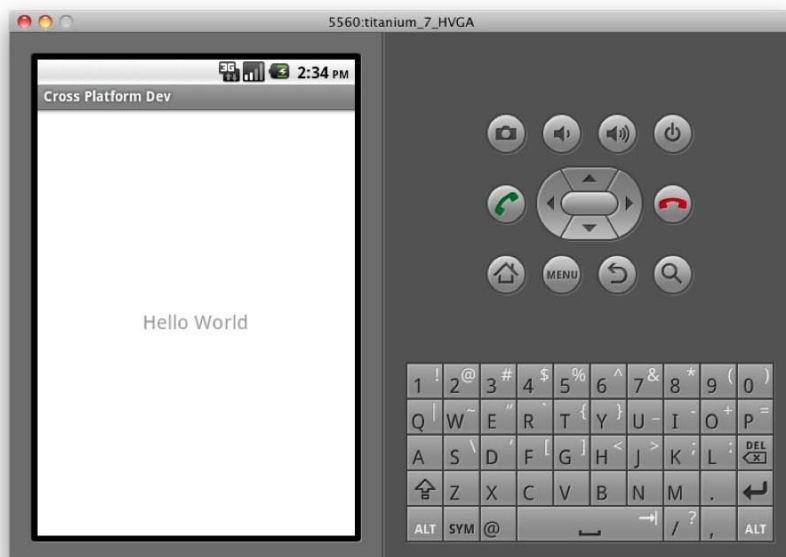 5560:titanium_7_HVGA
3G 2:34 PM
Cross Platform Dev
Hello World
MENU
1 ! 2 @ 3 # 4 $ 5 % 6 ^ 7 & 8 * 9 ( 0 )
Q | W ~ E " R ` T { Y } U _ I - O + P =
A S \ D ' F [ G ] H < J > K ; L : DEL
Z X C V B N M .
ALT SYM @ / ? , ALT